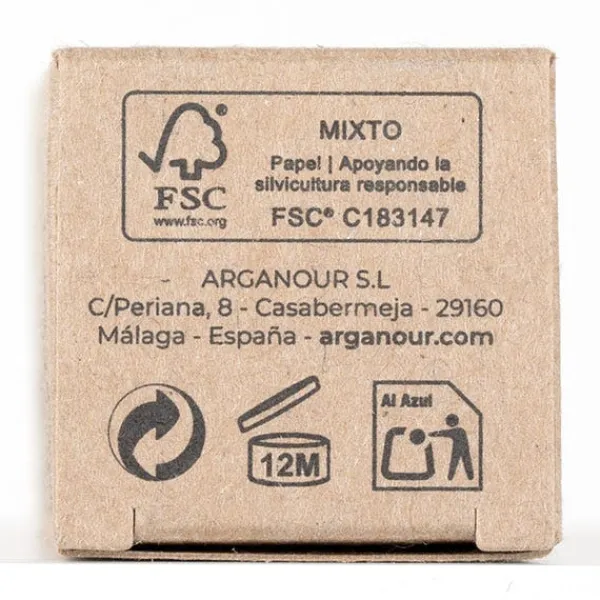 MIXTO
Papel | Apoyando la
silvicultura responsable
FSC® C183147
FSC
www.fsc.org
ARGANOUR S.L
C/Periana, 8 - Casabermeja - 29160
Málaga - España - arganour.com
12M
Al Azul